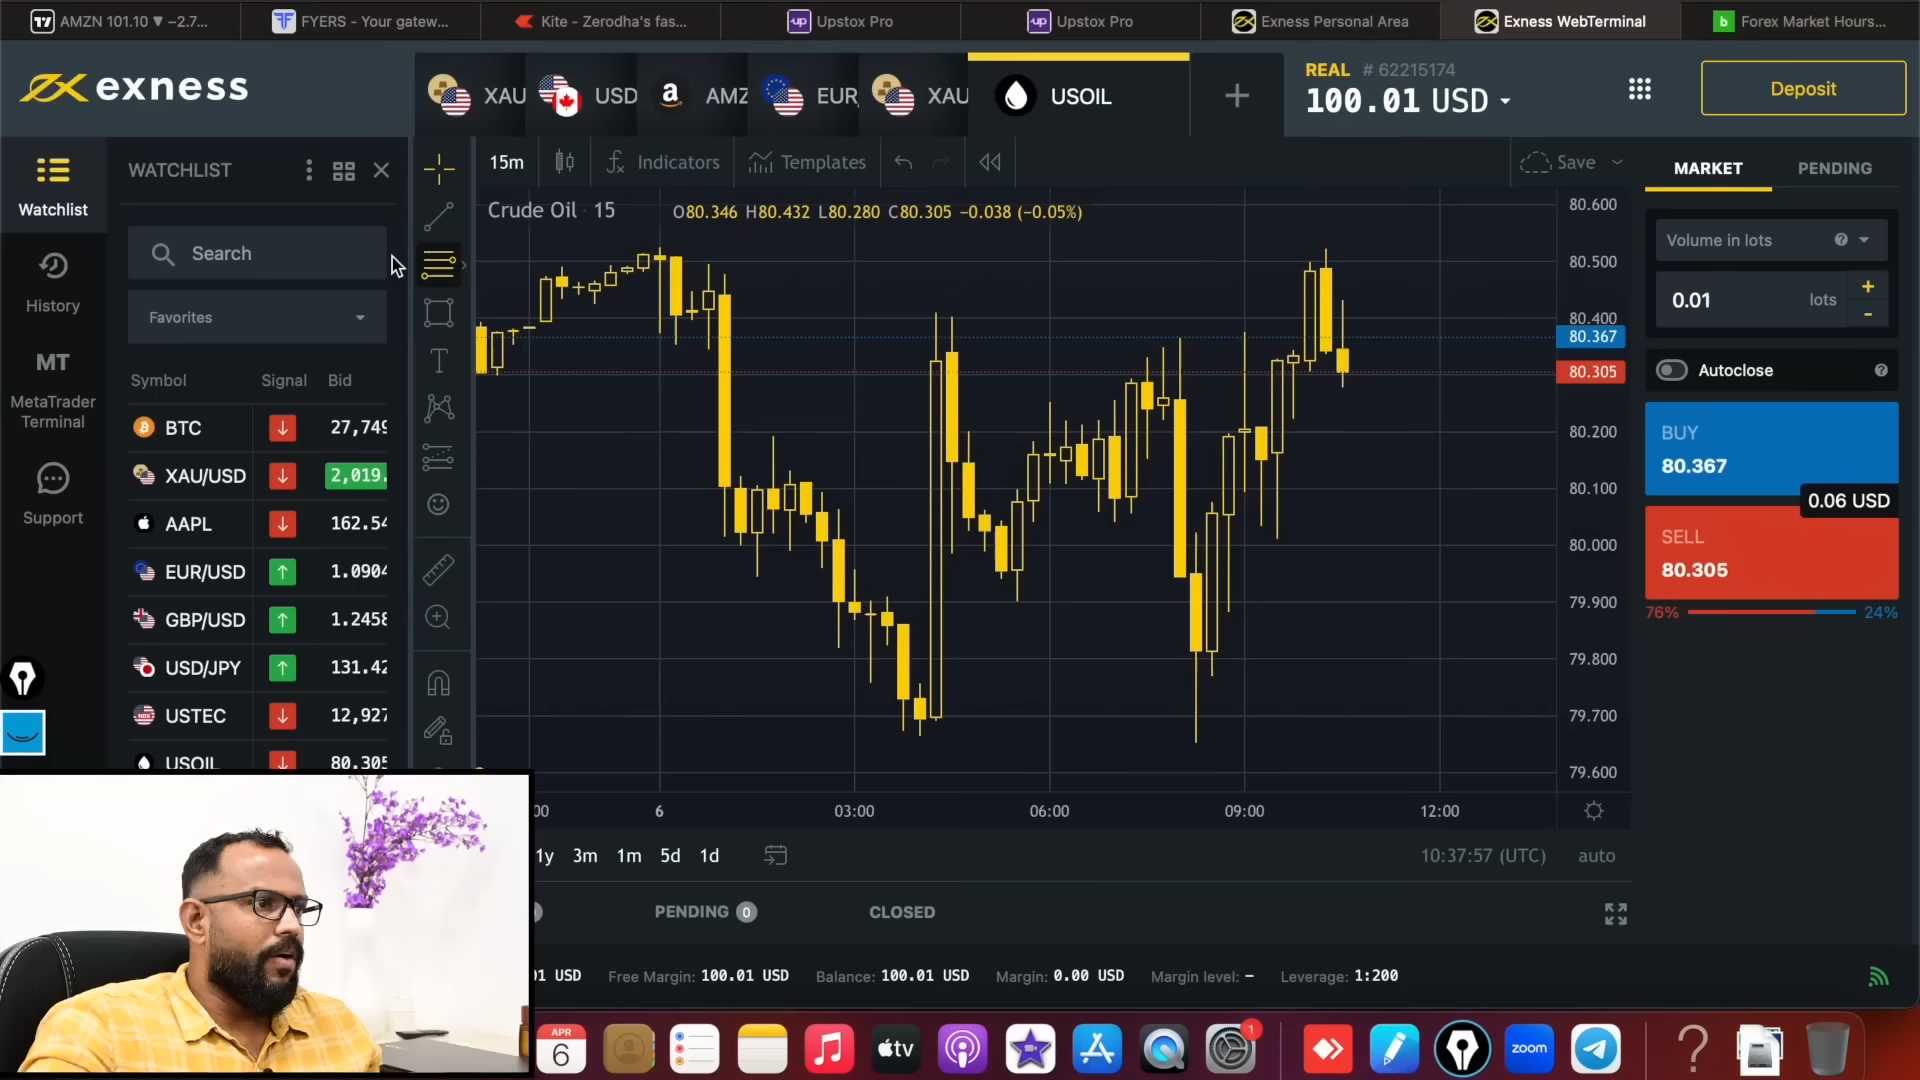 AMZN 101.10 ▼ −2.7...
FYERS - Your gatew...
Kite - Zerodha's fas...
Upstox Pro
Upstox Pro
Exness Personal Area
Exness WebTerminal
Forex Market Hours...
exness
XAU
USD
AMZ
EUR
XAU
USOIL
REAL # 62215174
100.01 USD
Deposit
Watchlist
History
MT
MetaTrader
Terminal
Support
WATCHLIST
Search
Favorites
Symbol Signal Bid
BTC 27,749
XAU/USD 2,019.
AAPL 162.54
EUR/USD 1.0904
GBP/USD 1.2458
USD/JPY 131.42
USTEC 12,927
USOIL 80.305
15m
Indicators
Templates
Save
Crude Oil · 15 O80.346 H80.432 L80.280 C80.305 −0.038 (−0.05%)
80.600
80.500
80.400
80.367
80.305
80.200
80.100
80.000
79.900
79.800
79.700
79.600
:00 6 03:00 06:00 09:00 12:00
1y 3m 1m 5d 1d
10:37:57 (UTC) auto
PENDING 0
CLOSED
01 USD Free Margin: 100.01 USD Balance: 100.01 USD Margin: 0.00 USD Margin level: – Leverage: 1:200
MARKET PENDING
Volume in lots
0.01 lots
+
-
Autoclose
BUY
80.367
0.06 USD
SELL
80.305
76% 24%
APR
6
tv
1
zoom